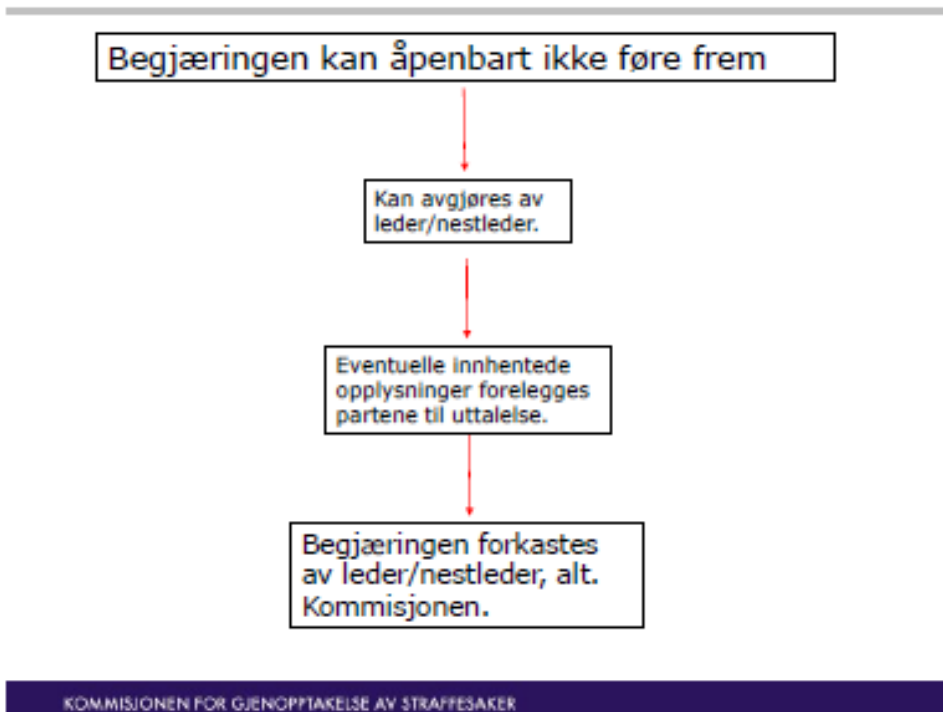 Begjæringen kan åpenbart ikke føre frem
Kan avgjøres av
leder/nestleder.
Eventuelle innhentede
opplysninger forelegges
partene til uttalelse.
Begjæringen forkastes
av leder/nestleder, alt.
Kommisjonen.
KOMMISJONEN FOR GJENOPPTAKELSE AV STRAFFESAKER